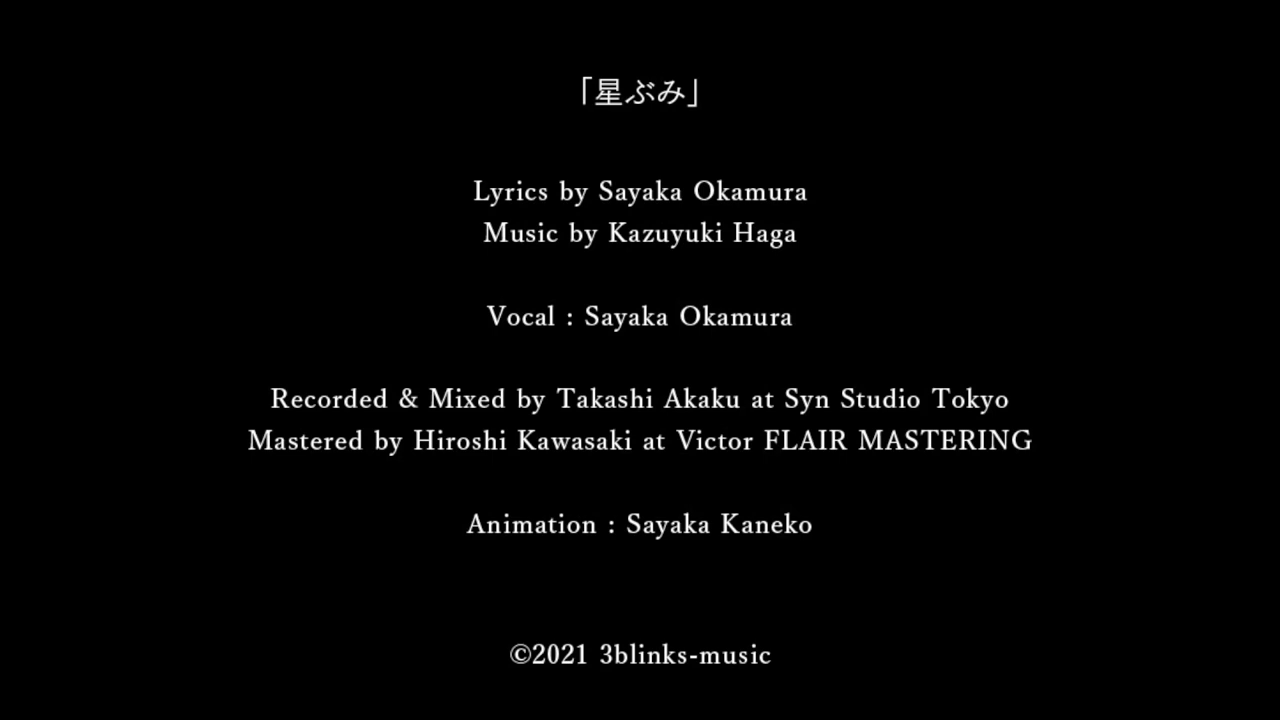 「星ぶみ」
Lyrics by Sayaka Okamura
Music by Kazuyuki Haga
Vocal : Sayaka Okamura
Recorded & Mixed by Takashi Akaku at Syn Studio Tokyo
Mastered by Hiroshi Kawasaki at Victor FLAIR MASTERING
Animation : Sayaka Kaneko
©2021 3blinks-music